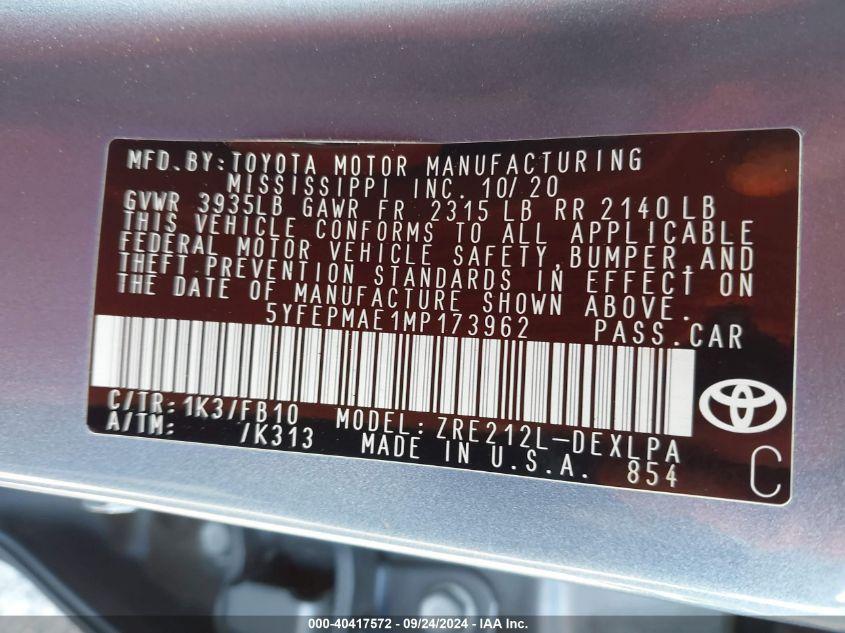 MFD. BY: TOYOTA MOTOR MANUFACTURING
MISSISSIPPI INC. 10/20
GVWR 3935LB GAWR FR 2315 LB RR 2140 LB
THIS VEHICLE CONFORMS TO ALL APPLICABLE
FEDERAL MOTOR VEHICLE SAFETY, BUMPER, AND
THEFT PREVENTION STANDARDS IN EFFECT ON
THE DATE OF MANUFACTURE SHOWN ABOVE.
5YFEPMAE1MP173962 PASS. CAR
C/TR: 1K3/FB10 MODEL: ZRE212L-DEXLPA
A/TM: /K313 MADE IN U.S.A. 854
C
000-40417572 - 09/24/2024 - IAA Inc.